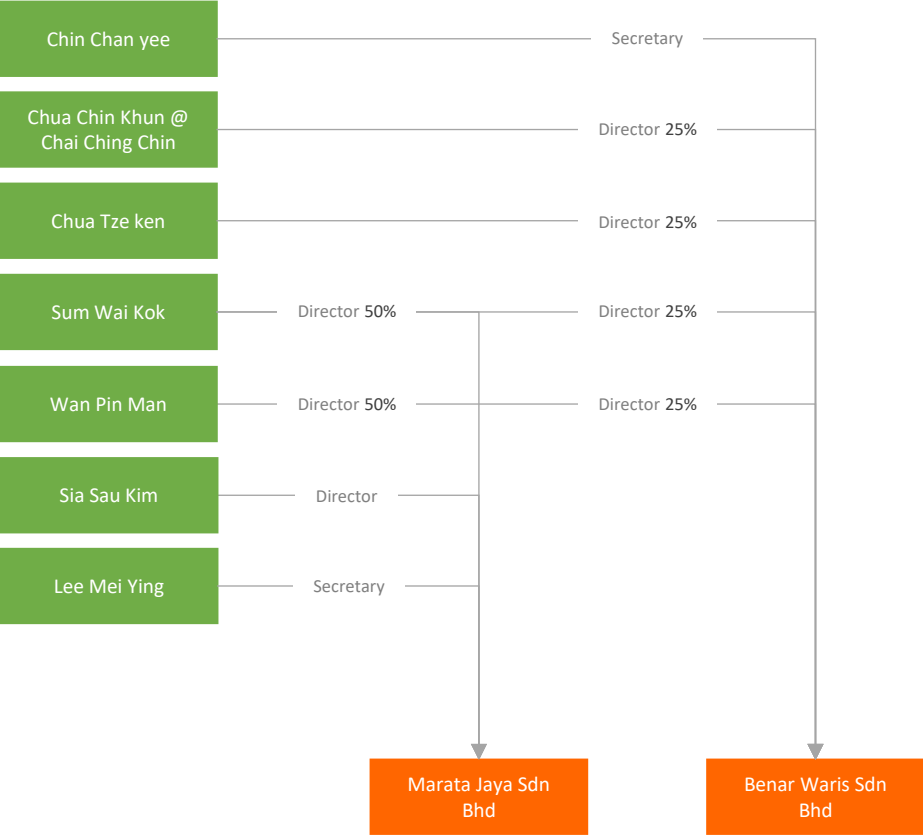 Chin Chan yee
Secretary
Chua Chin Khun @
Chai Ching Chin
Director 25%
Chua Tze ken
Director 25%
Sum Wai Kok
Director 50%
Director 25%
Wan Pin Man
Director 50%
Director 25%
Sia Sau Kim
Director
Lee Mei Ying
Secretary
Marata Jaya Sdn
Bhd
Benar Waris Sdn
Bhd